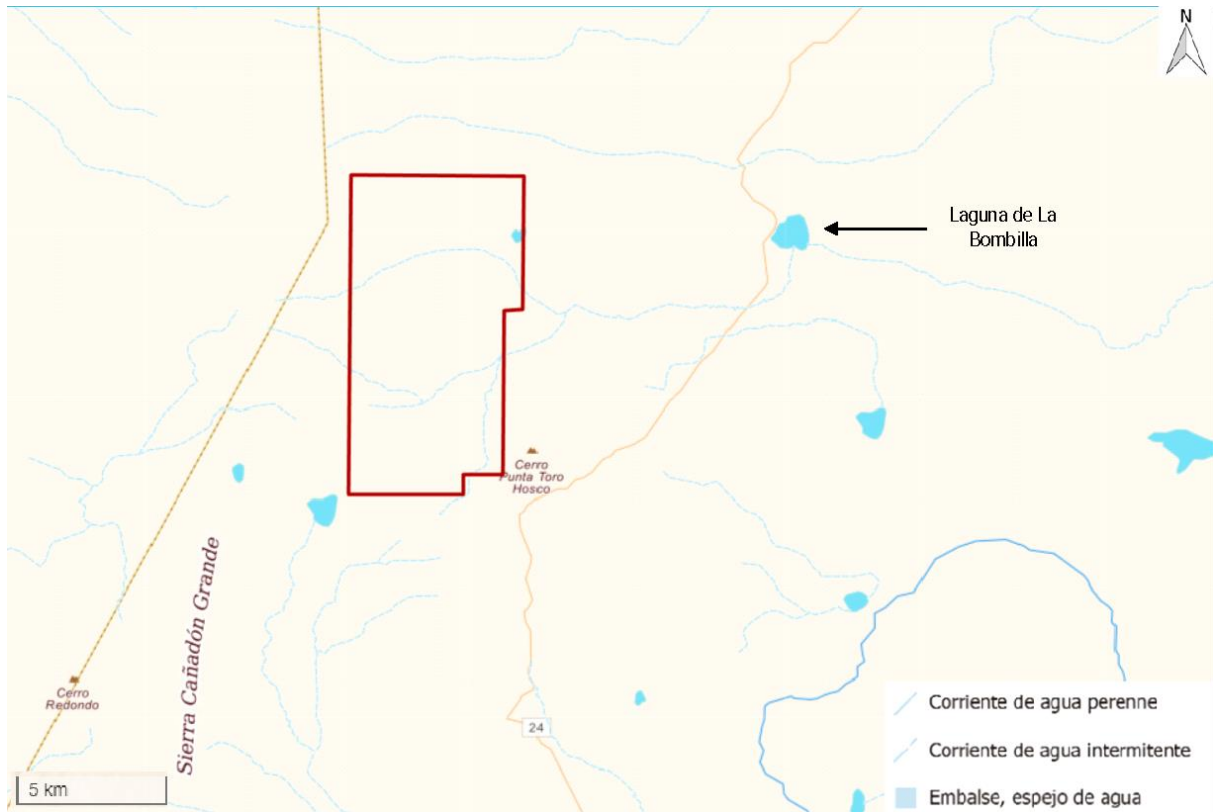 N
Laguna de La
Bombilla
Cerro
Punta Toro
Hosco
Sierra Cañadón Grande
Cerro
Redondo
24
5 km
Corriente de agua perenne
Corriente de agua intermitente
Embalse, espejo de agua